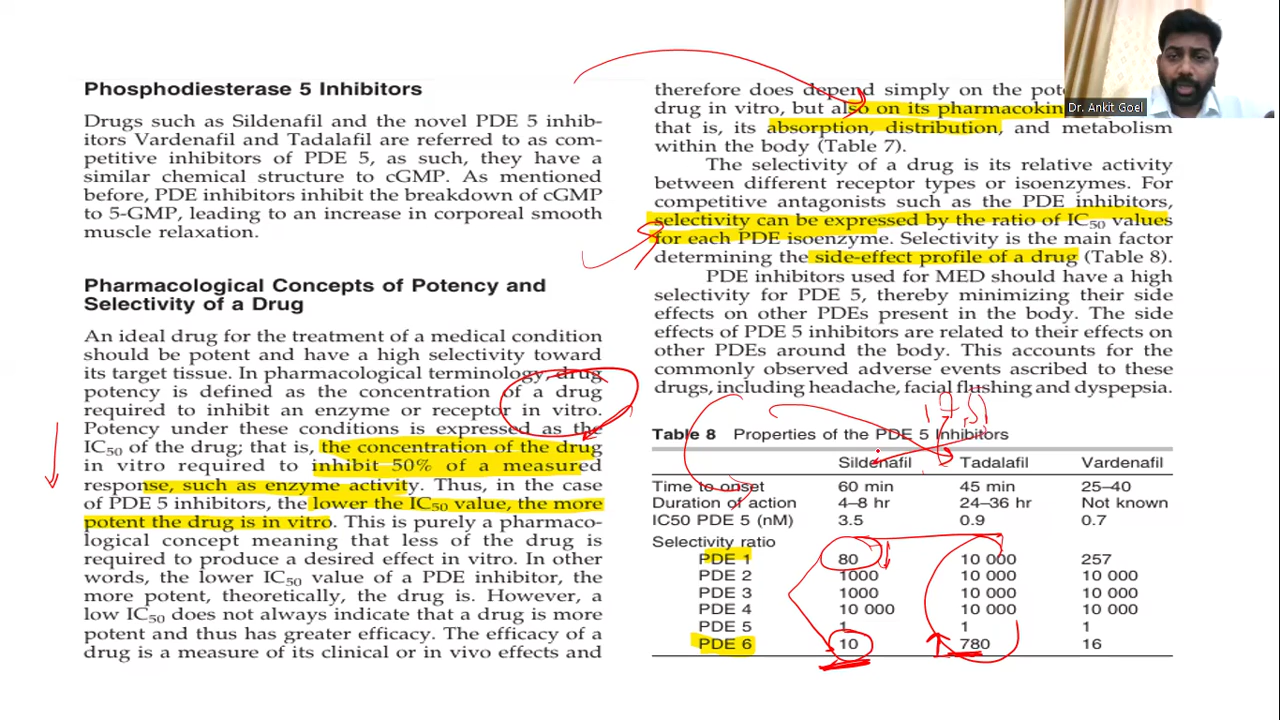 Phosphodiesterase 5 Inhibitors
Drugs such as Sildenafil and the novel PDE 5 inhib-
itors Vardenafil and Tadalafil are referred to as com-
petitive inhibitors of PDE 5, as such, they have a
similar chemical structure to cGMP. As mentioned
before, PDE inhibitors inhibit the breakdown of cGMP
to 5-GMP, leading to an increase in corporeal smooth
muscle relaxation.
Pharmacological Concepts of Potency and
Selectivity of a Drug
An ideal drug for the treatment of a medical condition
should be potent and have a high selectivity toward
its target tissue. In pharmacological terminology, drug
potency is defined as the concentration of a drug
required to inhibit an enzyme or receptor in vitro.
Potency under these conditions is expressed as the
IC50 of the drug; that is, the concentration of the drug
in vitro required to inhibit 50% of a measured
response, such as enzyme activity. Thus, in the case
of PDE 5 inhibitors, the lower the IC50 value, the more
potent the drug is in vitro. This is purely a pharmaco-
logical concept meaning that less of the drug is
required to produce a desired effect in vitro. In other
words, the lower IC50 value of a PDE inhibitor, the
more potent, theoretically, the drug is. However, a
low IC50 does not always indicate that a drug is more
potent and thus has greater efficacy. The efficacy of a
drug is a measure of its clinical or in vivo effects and
therefore does depend simply on the
drug in vitro, but also on its
that is, its absorption, distribution, and metabolism
within the body (Table 7).
The selectivity of a drug is its relative activity
between different receptor types or isoenzymes. For
competitive antagonists such as the PDE inhibitors,
selectivity can be expressed by the ratio of IC50 values
for each PDE isoenzyme. Selectivity is the main factor
determining the side-effect profile of a drug (Table 8).
PDE inhibitors used for MED should have a high
selectivity for PDE 5, thereby minimizing their side
effects on other PDEs present in the body. The side
effects of PDE 5 inhibitors are related to their effects on
other PDEs around the body. This accounts for the
commonly observed adverse events ascribed to these
drugs, including headache, facial flushing and dyspepsia.
Table 8 Properties of the PDE 5 Inhibitors
Sildenafil Tadalafil Vardenafil
Time to onset 60 min 45 min 25–40
Duration of action 4–8 hr 24–36 hr Not known
IC50 PDE 5 (nM) 3.5 0.9 0.7
Selectivity ratio
PDE 1 80 10 000 257
PDE 2 1000 10 000 10 000
PDE 3 1000 10 000 10 000
PDE 4 10 000 10 000 10 000
PDE 5 1 1 1
PDE 6 10 780 16
Dr. Ankit Goel